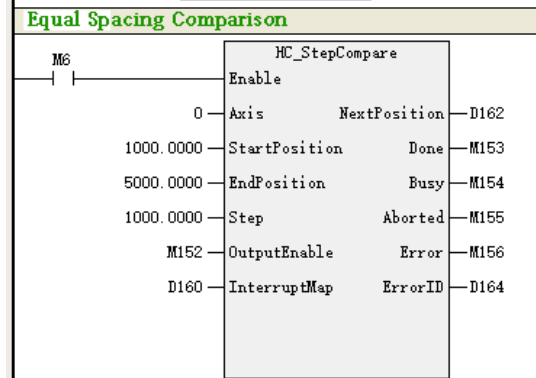 Equal Spacing Comparison
M6
HC_StepCompare
Enable
0 Axis NextPosition D162
1000.0000 StartPosition Done M153
5000.0000 EndPosition Busy M154
1000.0000 Step Aborted M155
M152 OutputEnable Error M156
D160 InterruptMap ErrorID D164